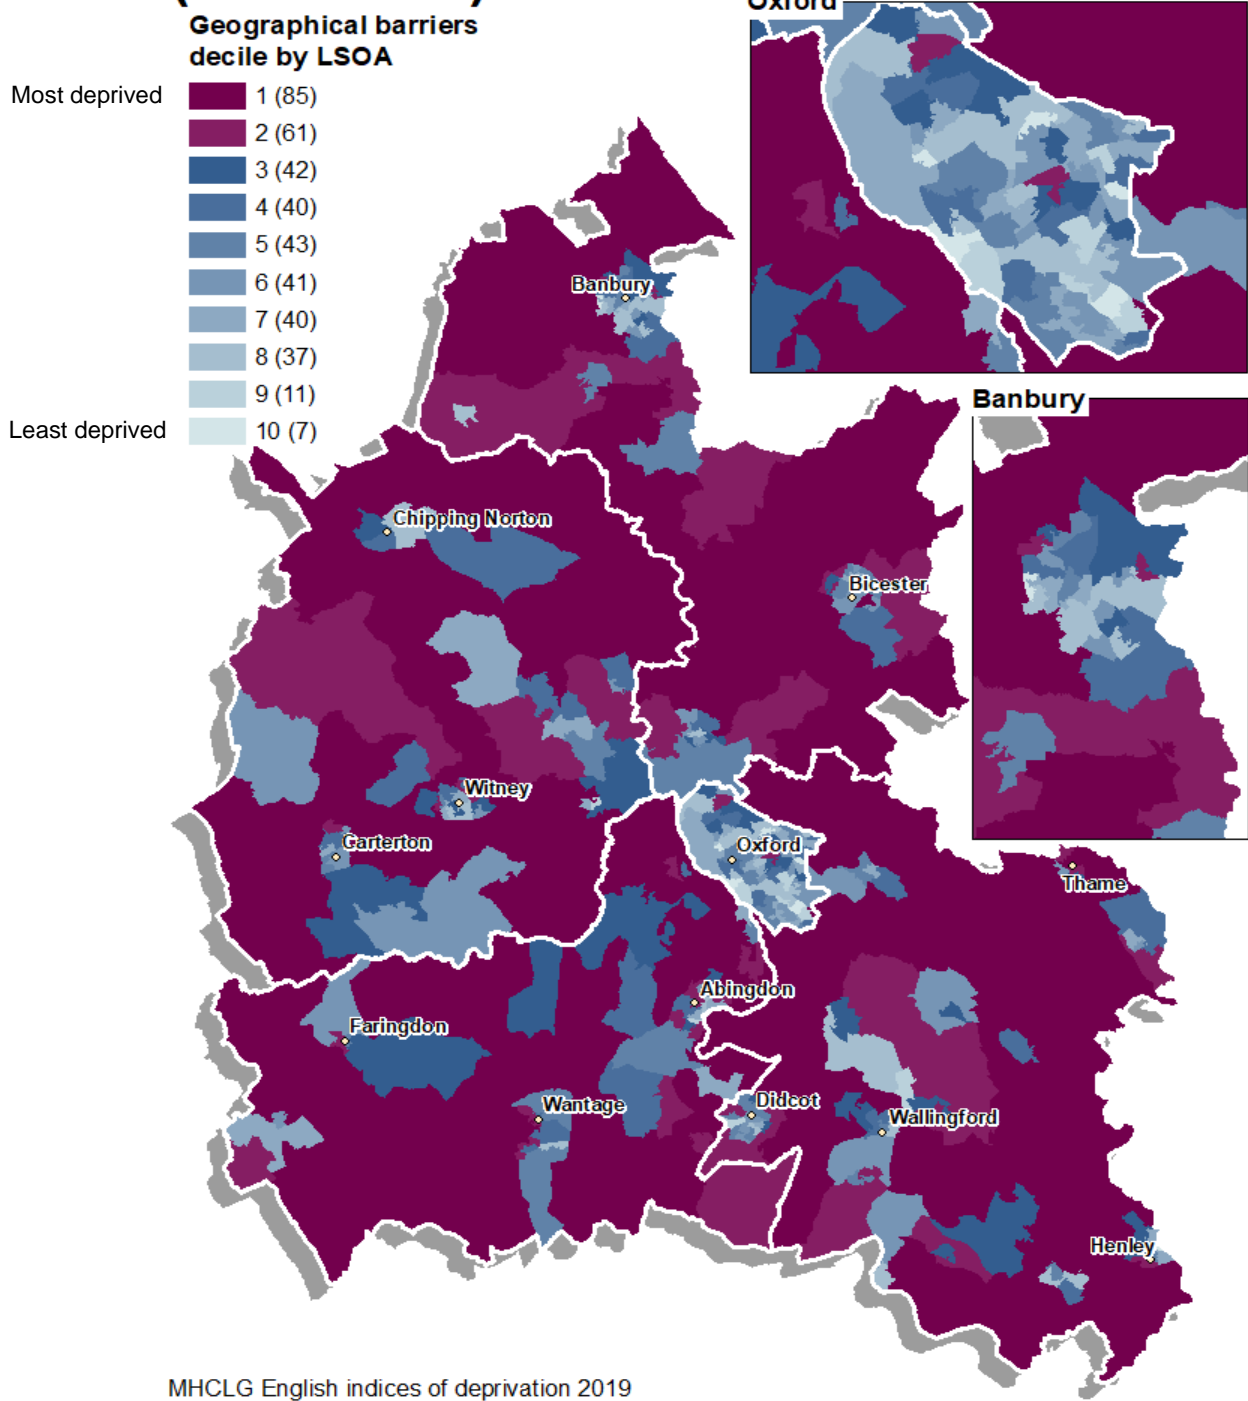 Geographical barriers
decile by LSOA
Most deprived
1 (85)
2 (61)
3 (42)
4 (40)
5 (43)
6 (41)
7 (40)
8 (37)
9 (11)
Least deprived
10 (7)
Oxford
Banbury
Banbury
Chipping Norton
Bicester
Witney
Carterton
Oxford
Thame
Abingdon
Faringdon
Wantage
Didcot
Wallingford
Henley
MHCLG English indices of deprivation 2019